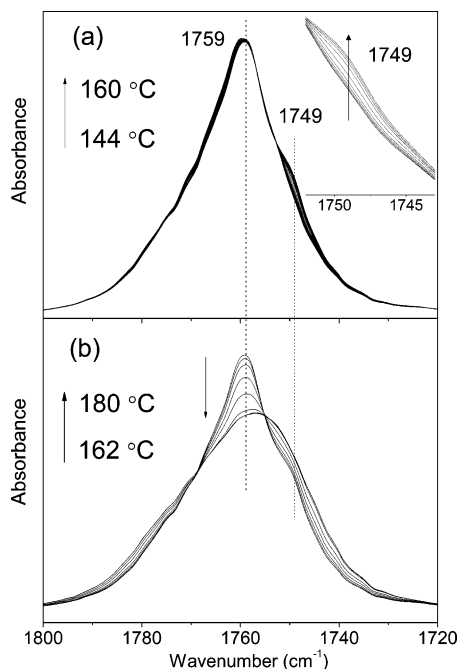 (a)
1759
1749
160 °C
144 °C
1749
1750 1745
Absorbance
(b)
180 °C
162 °C
Absorbance
1800 1780 1760 1740 1720
Wavenumber (cm-1)